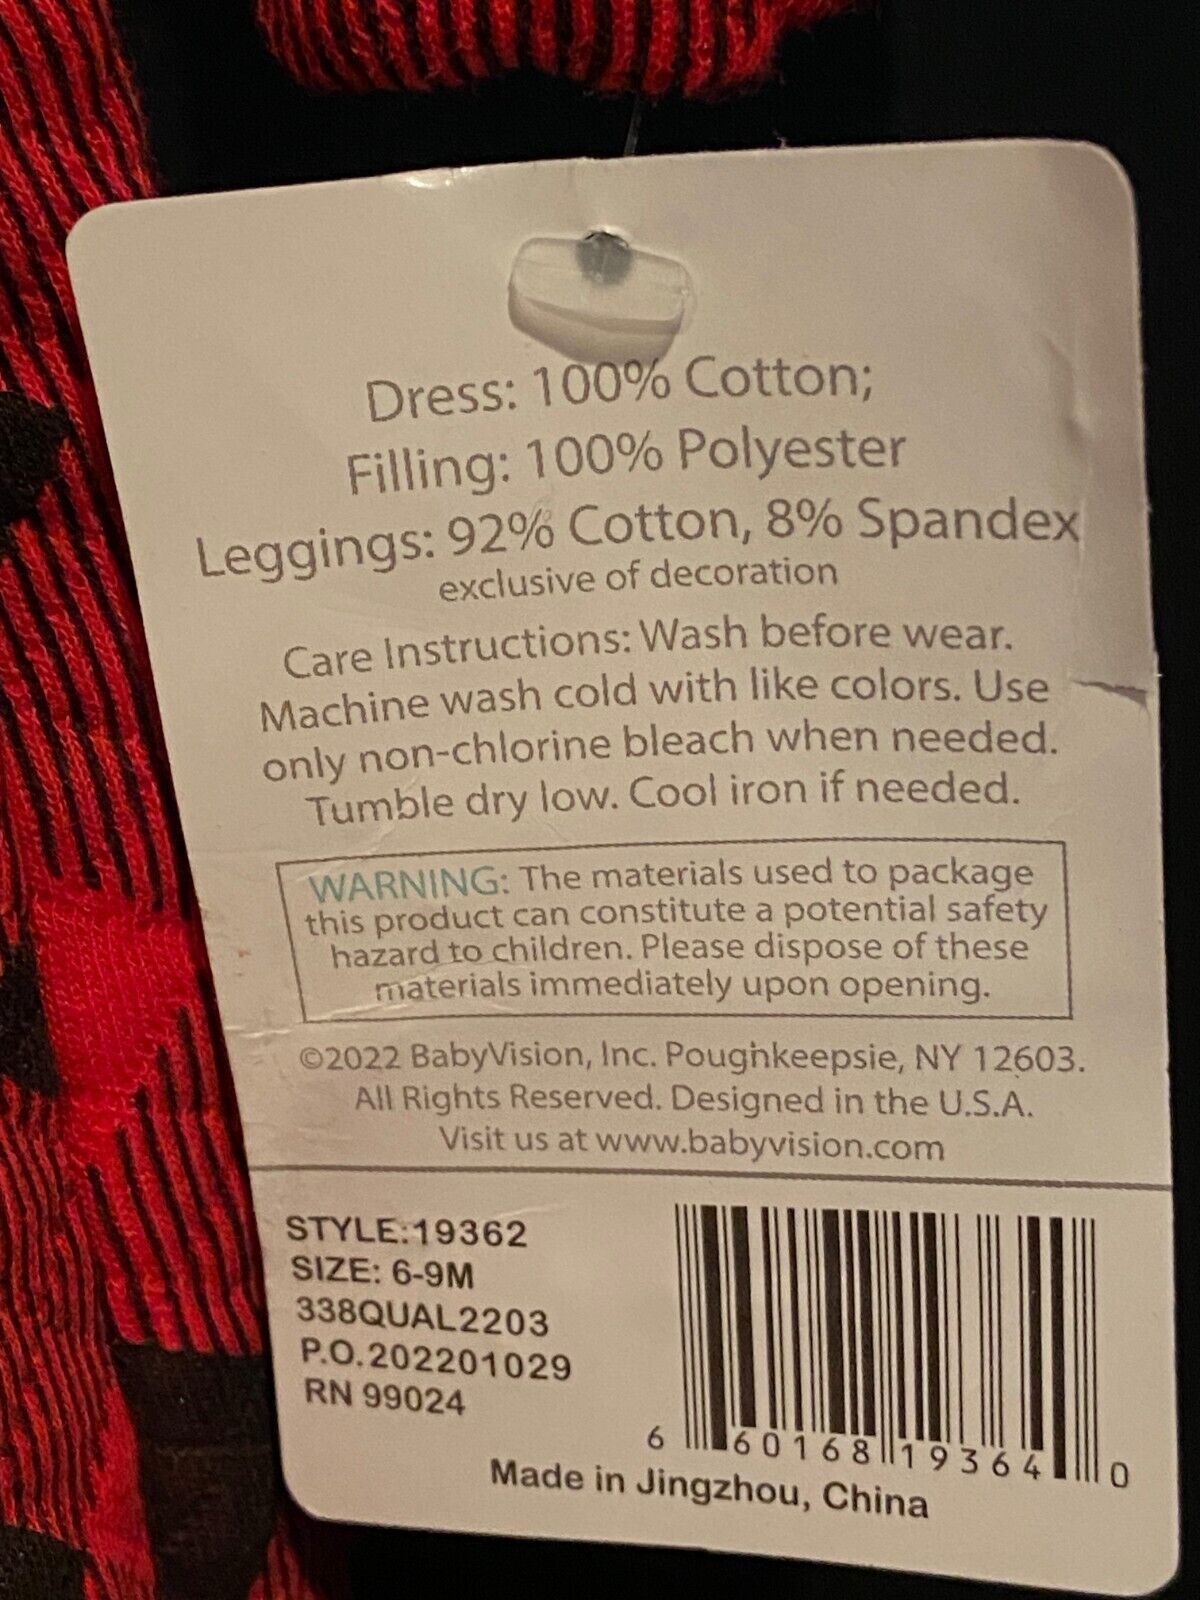 Dress: 100% Cotton;
Filling: 100% Polyester
Leggings: 92% Cotton, 8% Spandex
exclusive of decoration
Care Instructions: Wash before wear.
Machine wash cold with like colors. Use
only non-chlorine bleach when needed.
Tumble dry low. Cool iron if needed.
WARNING: The materials used to package
this product can constitute a potential safety
hazard to children. Please dispose of these
materials immediately upon opening.
©2022 BabyVision, Inc. Poughkeepsie, NY 12603.
All Rights Reserved. Designed in the U.S.A.
Visit us at www.babyvision.com
STYLE:19362
SIZE: 6-9M
338QUAL2203
P.O.202201029
RN 99024
6 60168 19364 0
Made in Jingzhou, China